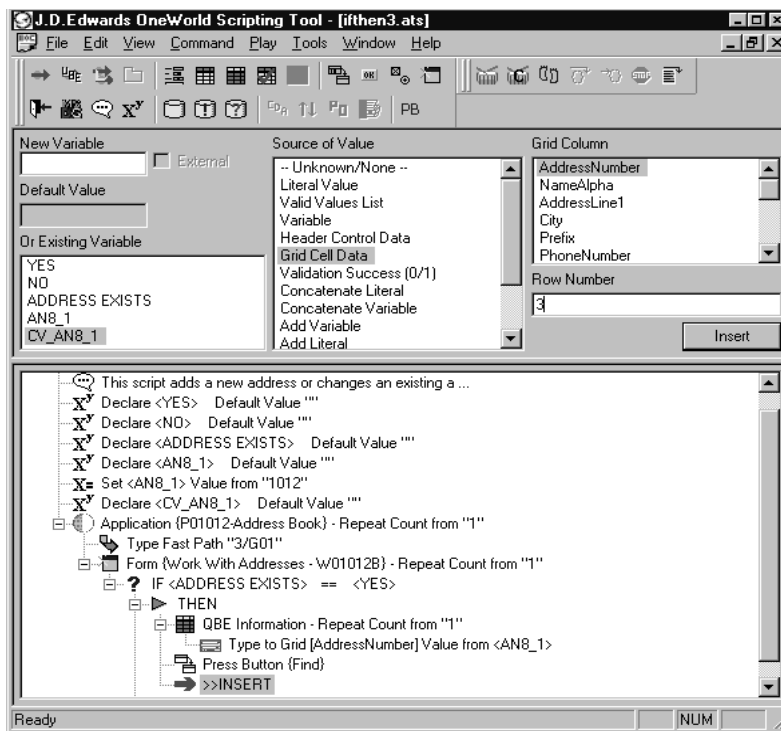 J.D.Edwards OneWorld Scripting Tool - [ifthen3.ats]
File Edit View Command Play Tools Window Help
UBE OK
PB
New Variable
External
Default Value
Or Existing Variable
YES
NO
ADDRESS EXISTS
AN8_1
CV_AN8_1
Source of Value
-- Unknown/None --
Literal Value
Valid Values List
Variable
Header Control Data
Grid Cell Data
Validation Success (0/1)
Concatenate Literal
Concatenate Variable
Add Variable
Add Literal
Grid Column
AddressNumber
NameAlpha
AddressLine1
City
Prefix
PhoneNumber
Row Number
3
Insert
This script adds a new address or changes an existing a ...
Declare <YES> Default Value ""
Declare <NO> Default Value ""
Declare <ADDRESS EXISTS> Default Value ""
Declare <AN8_1> Default Value ""
Set <AN8_1> Value from "1012"
Declare <CV_AN8_1> Default Value ""
Application {P01012-Address Book} - Repeat Count from "1"
Type Fast Path "3/G01"
Form {Work With Addresses - W01012B} - Repeat Count from "1"
? IF <ADDRESS EXISTS> == <YES>
THEN
QBE Information - Repeat Count from "1"
Type to Grid [AddressNumber] Value from <AN8_1>
Press Button {Find}
>>INSERT
Ready
NUM